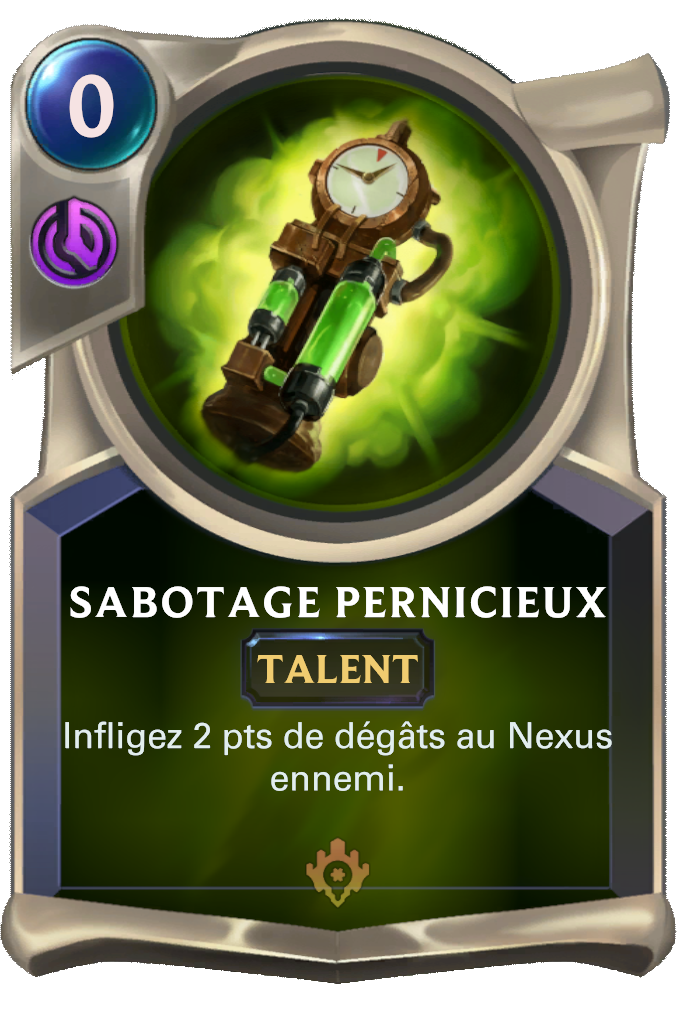 0
SABOTAGE PERNICIEUX
TALENT
Infligez 2 pts de dégâts au Nexus
ennemi.